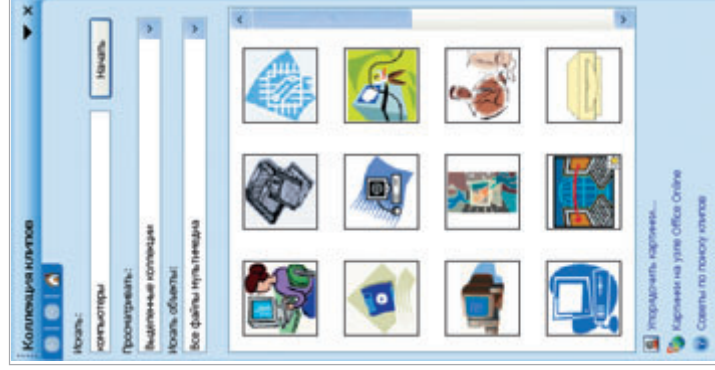 Коллекция клипов
Искать:
компьютеры
Начать
Просматривать:
Выделенные коллекции
Искать объекты:
Все файлы мультимедиа
Упорядочить картинки...
Картинки на узле Office Online
Советы по поиску клипов